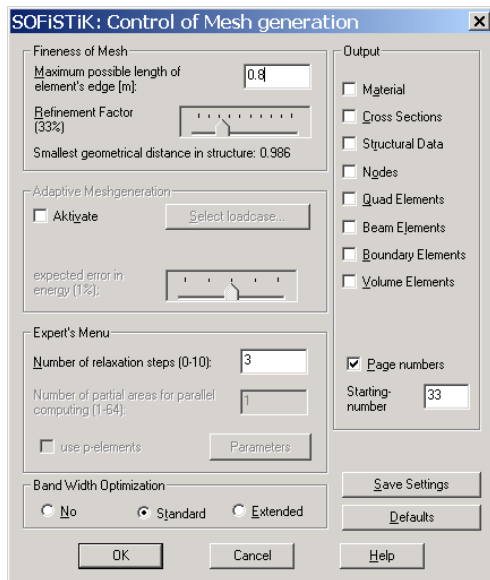 SOFiSTiK: Control of Mesh generation
Fineness of Mesh
Maximum possible length of
element's edge [m]:
0.8
Refinement Factor
(33%)
Smallest geometrical distance in structure: 0.986
Adaptive Meshgeneration
Aktivate
Select loadcase...
expected error in
energy (1%):
Expert's Menu
Number of relaxation steps (0-10):
3
Number of partial areas for parallel
computing (1-64):
1
use p-elements
Parameters
Band Width Optimization
No
Standard
Extended
Output
Material
Cross Sections
Structural Data
Nodes
Quad Elements
Beam Elements
Boundary Elements
Volume Elements
Page numbers
Starting-
number
33
Save Settings
Defaults
OK
Cancel
Help